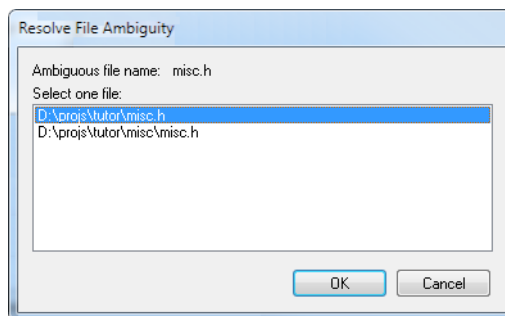 Resolve File Ambiguity
Ambiguous file name: misc.h
Select one file:
D:\projs\tutor\misc.h
D:\projs\tutor\misc\misc.h
OK Cancel